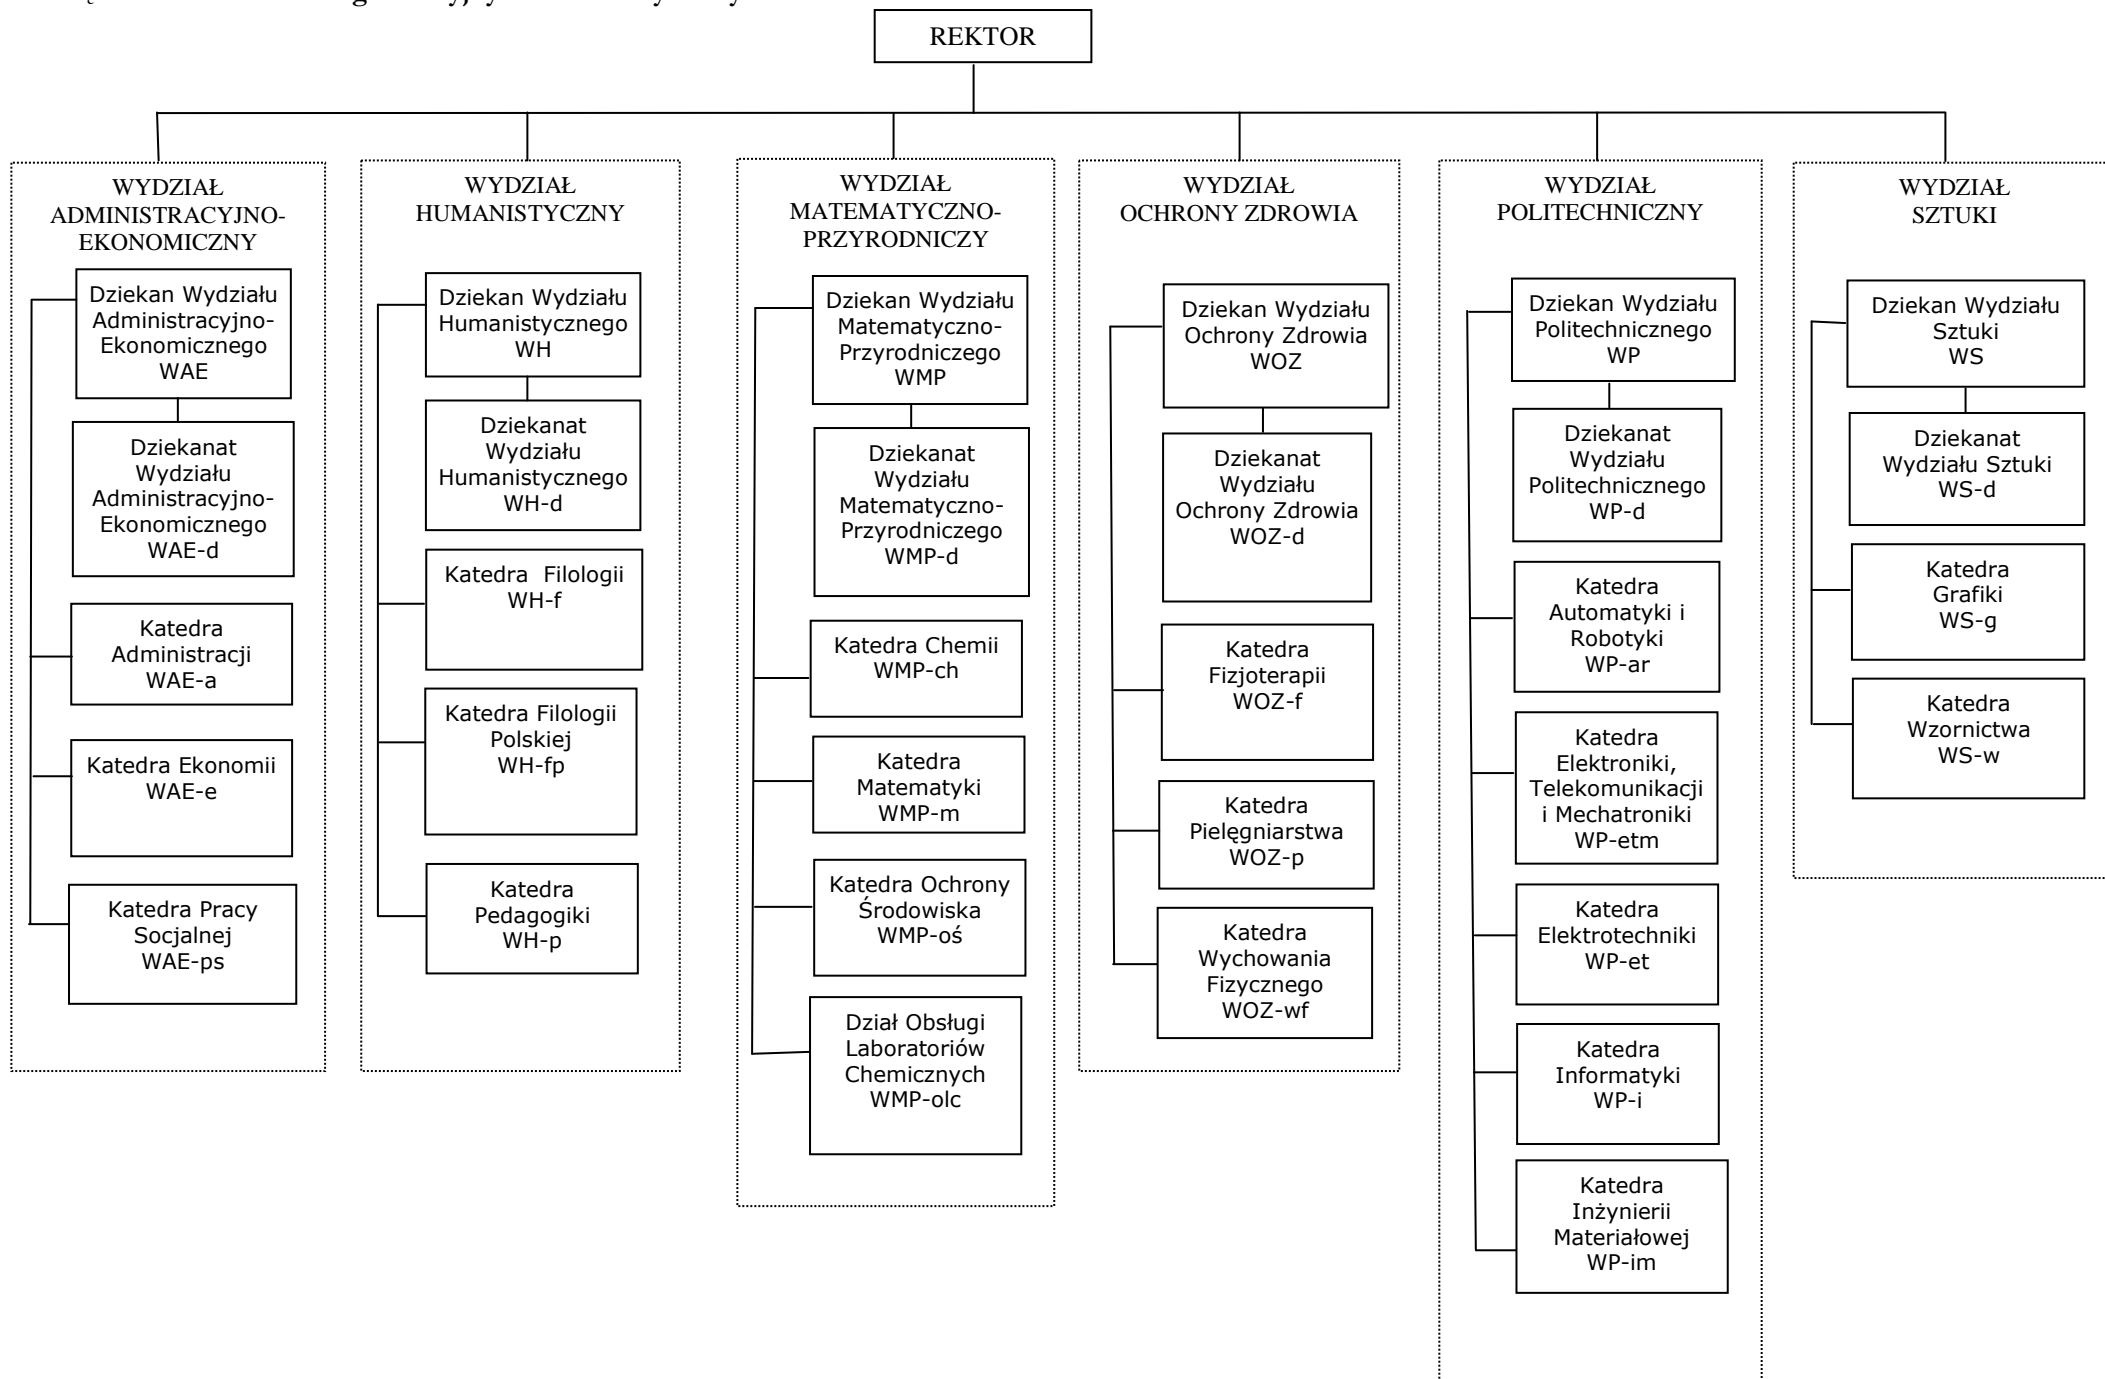 REKTOR
WYDZIAŁ
ADMINISTRACYJNO-
EKONOMICZNY
Dziekan Wydziału
Administracyjno-
Ekonomicznego
WAE
Dziekanat
Wydziału
Administracyjno-
Ekonomicznego
WAE-d
Katedra
Administracji
WAE-a
Katedra Ekonomii
WAE-e
Katedra Pracy
Socjalnej
WAE-ps
WYDZIAŁ
HUMANISTYCZNY
Dziekan Wydziału
Humanistycznego
WH
Dziekanat
Wydziału
Humanistycznego
WH-d
Katedra Filologii
WH-f
Katedra Filologii
Polskiej
WH-fp
Katedra
Pedagogiki
WH-p
WYDZIAŁ
MATEMATYCZNO-
PRZYRODNICZY
Dziekan Wydziału
Matematyczno-
Przyrodniczego
WMP
Dziekanat
Wydziału
Matematyczno-
Przyrodniczego
WMP-d
Katedra Chemii
WMP-ch
Katedra
Matematyki
WMP-m
Katedra Ochrony
Środowiska
WMP-oś
Dział Obsługi
Laboratoriów
Chemicznych
WMP-olc
WYDZIAŁ
OCHRONY ZDROWIA
Dziekan Wydziału
Ochrony Zdrowia
WOZ
Dziekanat
Wydziału
Ochrony Zdrowia
WOZ-d
Katedra
Fizjoterapii
WOZ-f
Katedra
Pielęgniarstwa
WOZ-p
Katedra
Wychowania
Fizycznego
WOZ-wf
WYDZIAŁ
POLITECHNICZNY
Dziekan Wydziału
Politechnicznego
WP
Dziekanat
Wydziału
Politechnicznego
WP-d
Katedra
Automatyki i
Robotyki
WP-ar
Katedra
Elektroniki,
Telekomunikacji
i Mechatroniki
WP-etm
Katedra
Elektrotechniki
WP-et
Katedra
Informatyki
WP-i
Katedra
Inżynierii
Materiałowej
WP-im
WYDZIAŁ
SZTUKI
Dziekan Wydziału
Sztuki
WS
Dziekanat
Wydziału Sztuki
WS-d
Katedra
Grafiki
WS-g
Katedra
Wzornictwa
WS-w